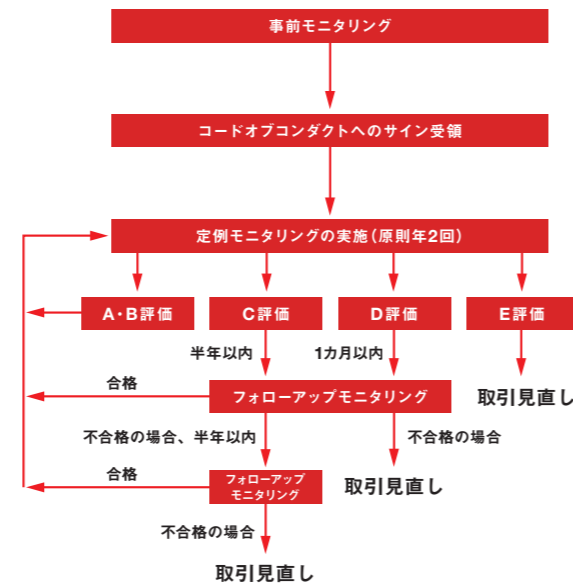 事前モニタリング
コードオブコンダクトへのサイン受領
定例モニタリングの実施（原則年2回）
A・B評価
C評価
D評価
E評価
半年以内
1カ月以内
合格
フォローアップモニタリング
取引見直し
不合格の場合、半年以内
不合格の場合
合格
フォローアップ
モニタリング
取引見直し
不合格の場合
取引見直し